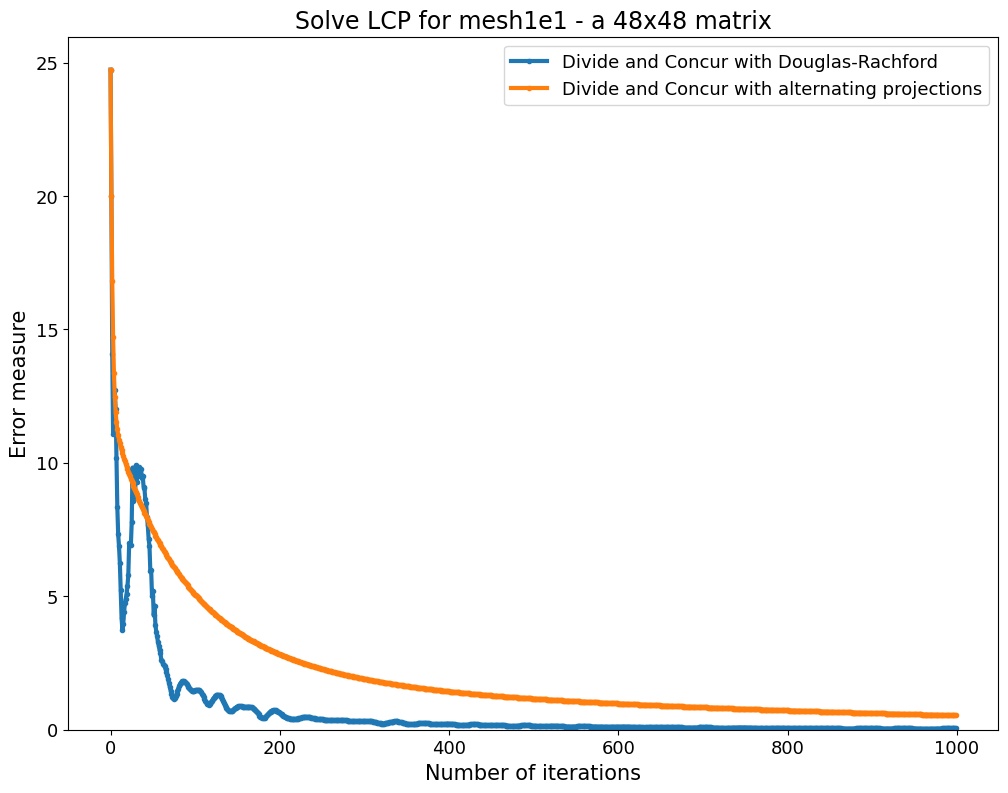 Solve LCP for mesh1e1 - a 48x48 matrix
Divide and Concur with Douglas-Rachford
Divide and Concur with alternating projections
Error measure
25
20
15
10
5
0
0 200 400 600 800 1000
Number of iterations